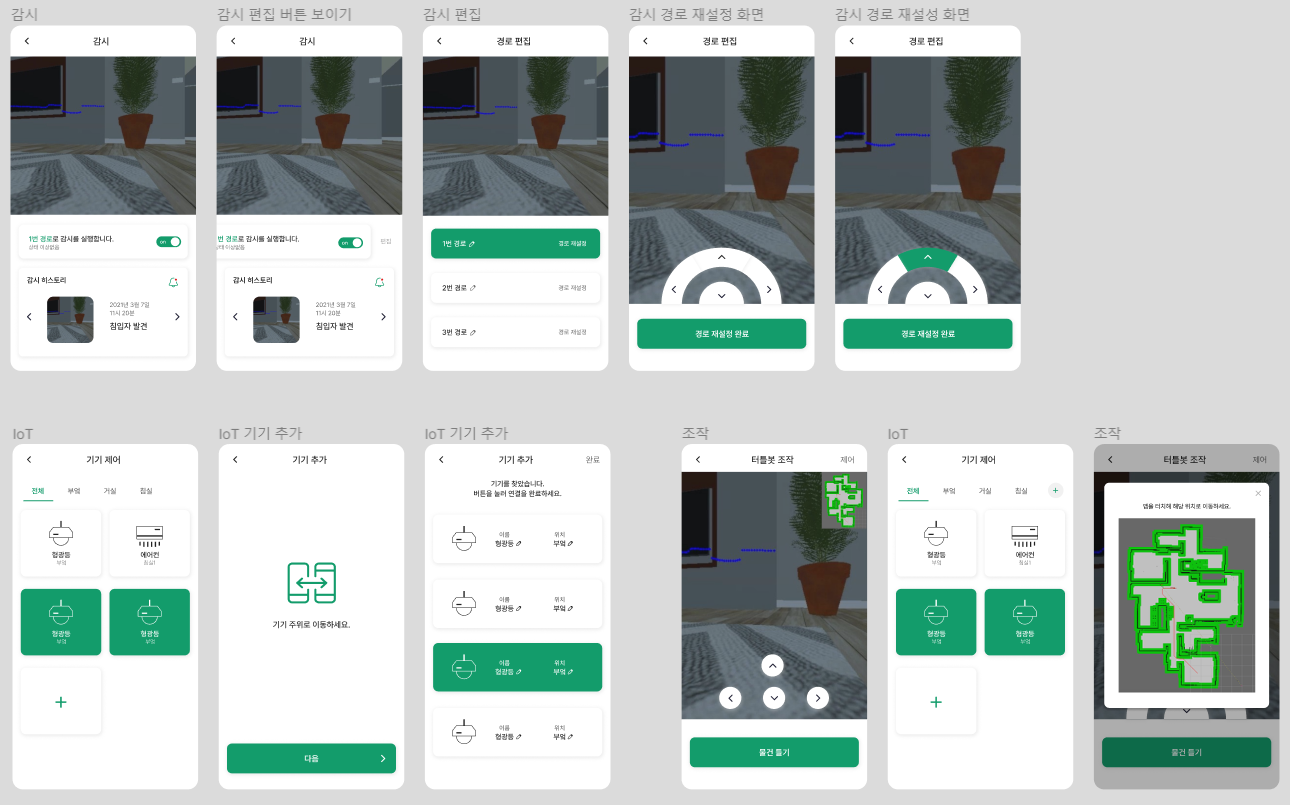 감시
감시
1번 경로로 감시를 실행합니다.
상태 이상없음
on
감시 히스토리
2021년 3월 7일
11시 20분
침입자 발견
감시 편집 버튼 보이기
감시
번 경로로 감시를 실행합니다.
상태 이상없음
on
편집
감시 히스토리
2021년 3월 7일
11시 20분
침입자 발견
감시 편집
경로 편집
1번 경로
경로 재설정
2번 경로
경로 재설정
3번 경로
경로 재설정
감시 경로 재설정 화면
경로 편집
경로 재설정 완료
감시 경로 재설성 화면
경로 편집
경로 재설정 완료
IoT
기기 제어
전체 부엌 거실 침실
형광등
부엌
에어컨
침실1
형광등
부엌
형광등
부엌
+
IoT 기기 추가
기기 추가
기기 주위로 이동하세요.
다음
IoT 기기 추가
기기 추가
완료
기기를 찾았습니다.
버튼을 눌러 연결을 완료하세요.
이름 위치
형광등 부엌
이름 위치
형광등 부엌
이름 위치
형광등 부엌
이름 위치
형광등 부엌
조작
터틀봇 조작
제어
물건 들기
IoT
기기 제어
전체 부엌 거실 침실 +
형광등
부엌
에어컨
침실1
형광등
부엌
형광등
부엌
+
조작
터틀봇 조작
제어
맵을 터치해 해당 위치로 이동하세요.
물건 들기